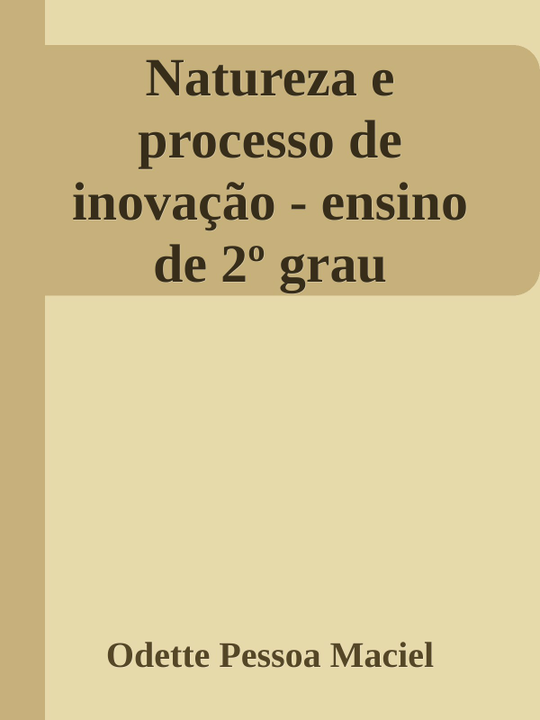 Natureza e
processo de
inovação - ensino
de 2º grau
Odette Pessoa Maciel